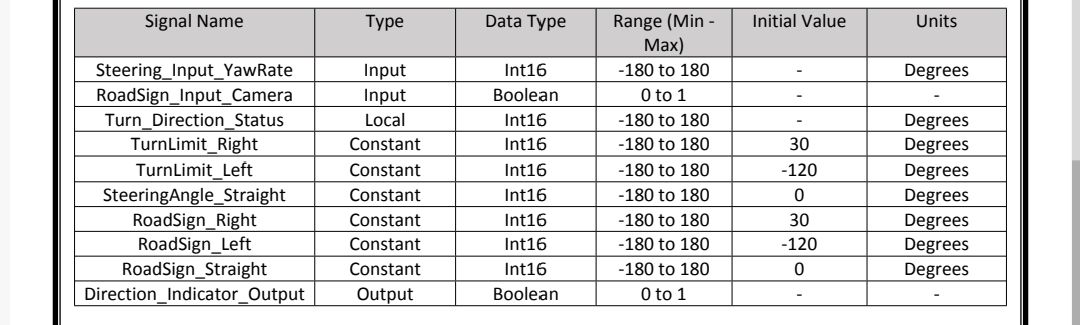 Signal Name Type Data Type Range (Min - Max) Initial Value Units
Steering_Input_YawRate Input Int16 -180 to 180 - Degrees
RoadSign_Input_Camera Input Boolean 0 to 1 - -
Turn_Direction_Status Local Int16 -180 to 180 - Degrees
TurnLimit_Right Constant Int16 -180 to 180 30 Degrees
TurnLimit_Left Constant Int16 -180 to 180 -120 Degrees
SteeringAngle_Straight Constant Int16 -180 to 180 0 Degrees
RoadSign_Right Constant Int16 -180 to 180 30 Degrees
RoadSign_Left Constant Int16 -180 to 180 -120 Degrees
RoadSign_Straight Constant Int16 -180 to 180 0 Degrees
Direction_Indicator_Output Output Boolean 0 to 1 - -